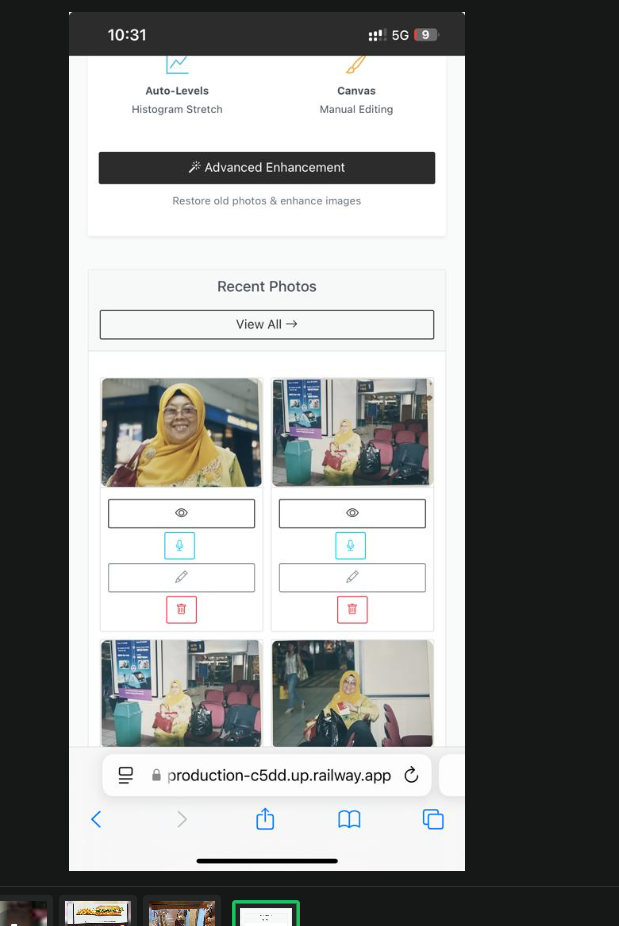 10:31
5G 9
Auto-Levels
Histogram Stretch
Canvas
Manual Editing
Advanced Enhancement
Restore old photos & enhance images
Recent Photos
View All →
production-c5dd.up.railway.app